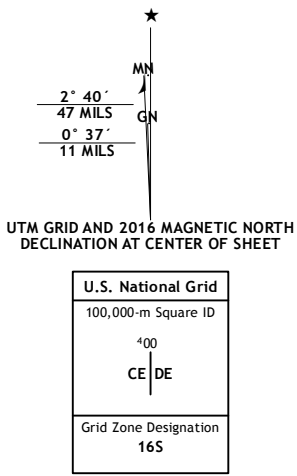 MN
2° 40´
47 MILS
GN
0° 37´
11 MILS
UTM GRID AND 2016 MAGNETIC NORTH
DECLINATION AT CENTER OF SHEET
U.S. National Grid
100,000-m Square ID
⁴00
CE DE
Grid Zone Designation
16S